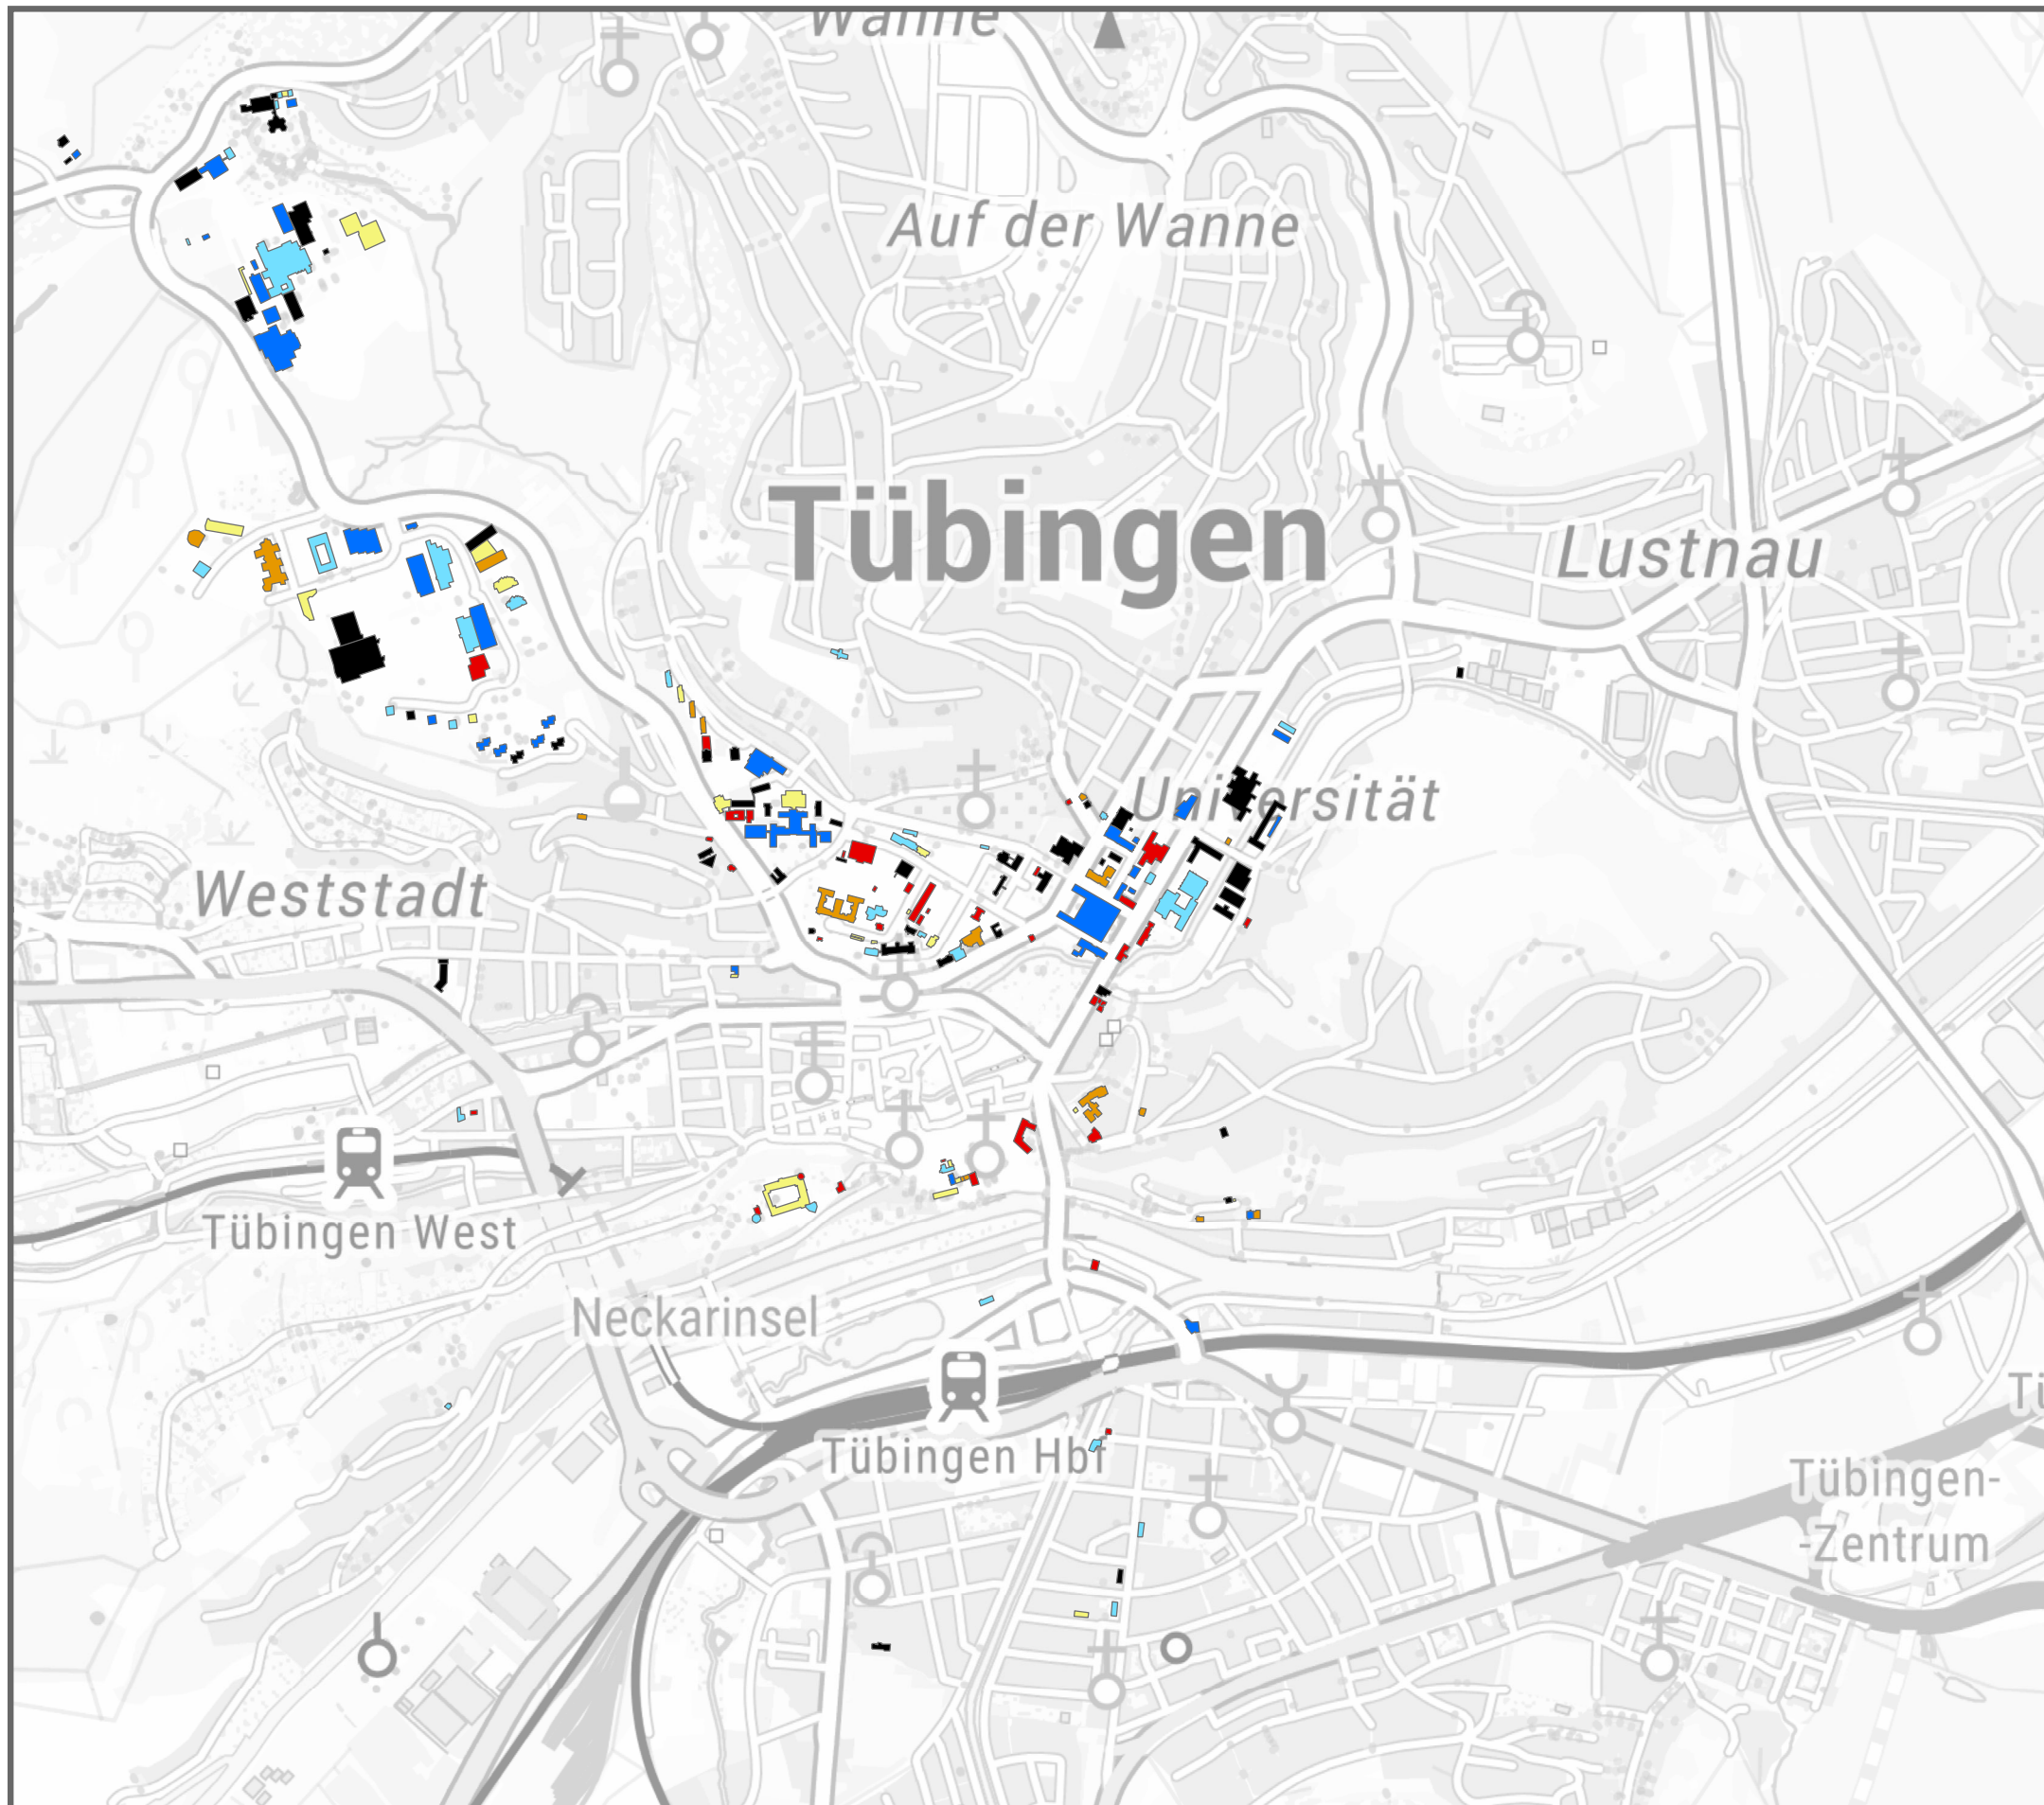 Wanne
Auf der Wanne
Tübingen
Lustnau
Universität
Weststadt
Tübingen West
Neckarinsel
Tübingen Hbf
Tübingen-
-Zentrum